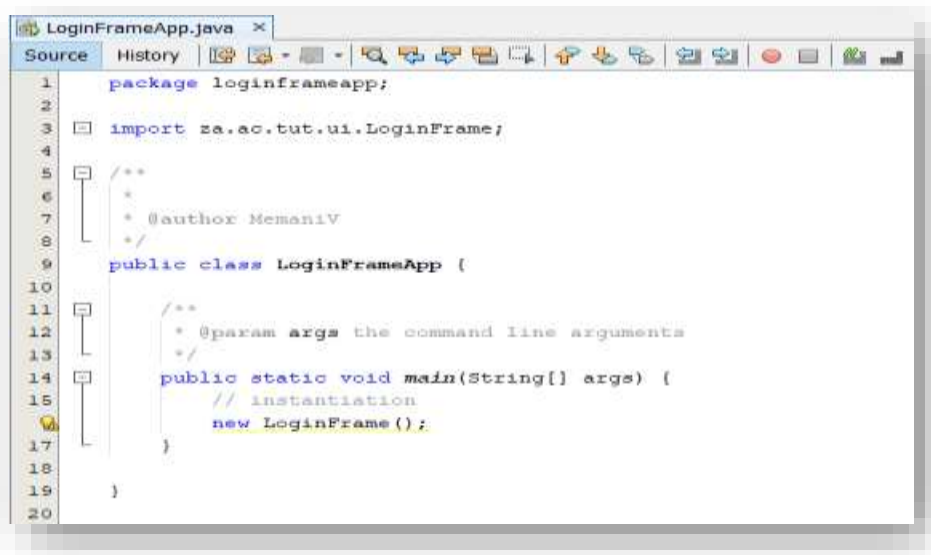 LoginFrameApp.java ×
Source History
1 package loginframeapp;
2
3 import za.ac.tut.ui.LoginFrame;
4
5 /**
6 *
7 * @author MemaniV
8 */
9 public class LoginFrameApp {
10
11 /**
12 * @param args the command line arguments
13 */
14 public static void main(String[] args) {
15 // instantiation
new LoginFrame();
17 }
18
19 }
20